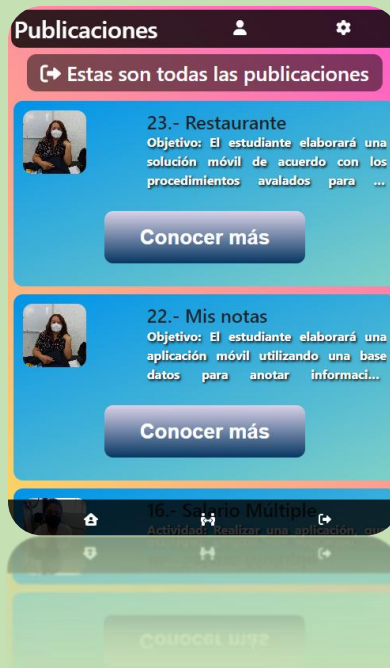 Publicaciones
Estas son todas las publicaciones
23.- Restaurante
Objetivo: El estudiante elaborará una
solución móvil de acuerdo con los
procedimientos avalados para ...
Conocer más
22.- Mis notas
Objetivo: El estudiante elaborará una
aplicación móvil utilizando una base
datos para anotar informaci...
Conocer más
16.- Salario Múltiple
Actividad: Realizar una aplicación, que
Conocer más